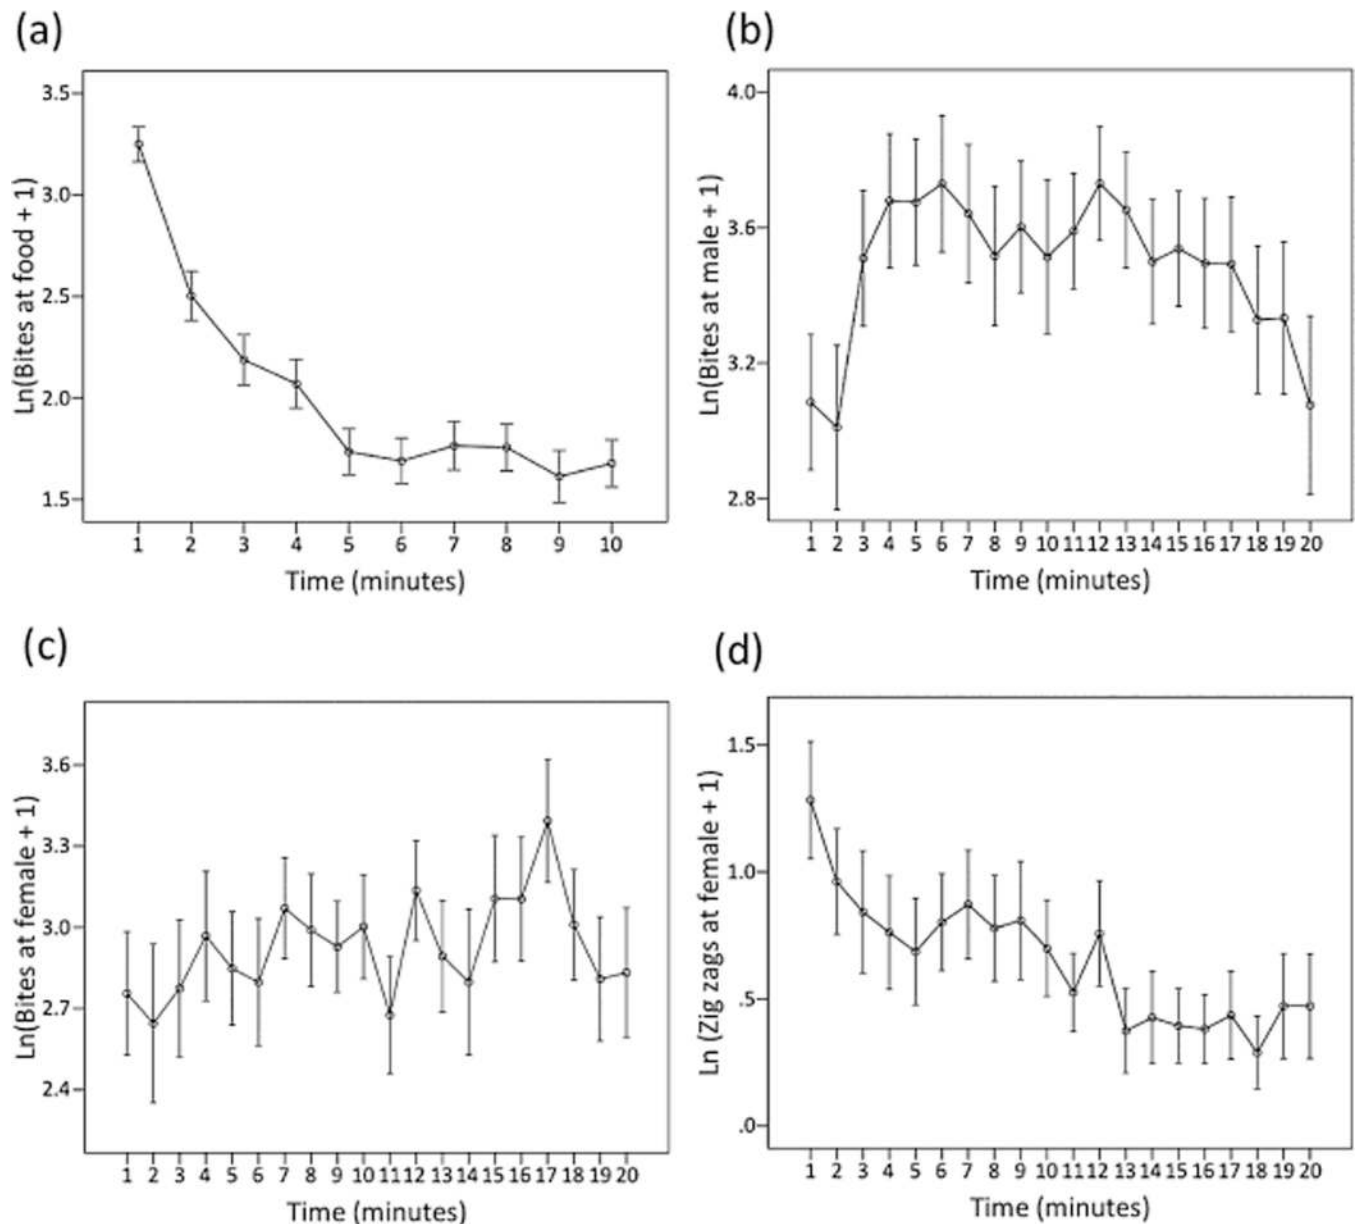 (a)
3.5
3.0
2.5
2.0
1.5
Ln(Bites at food + 1)
1 2 3 4 5 6 7 8 9 10
Time (minutes)
(b)
4.0
3.6
3.2
2.8
Ln(Bites at male + 1)
1 2 3 4 5 6 7 8 9 10 11 12 13 14 15 16 17 18 19 20
Time (minutes)
(c)
3.6
3.3
3.0
2.7
2.4
Ln(Bites at female + 1)
1 2 3 4 5 6 7 8 9 10 11 12 13 14 15 16 17 18 19 20
Time (minutes)
(d)
1.5
1.0
.5
.0
Ln (Zig zags at female + 1)
1 2 3 4 5 6 7 8 9 10 11 12 13 14 15 16 17 18 19 20
Time (minutes)